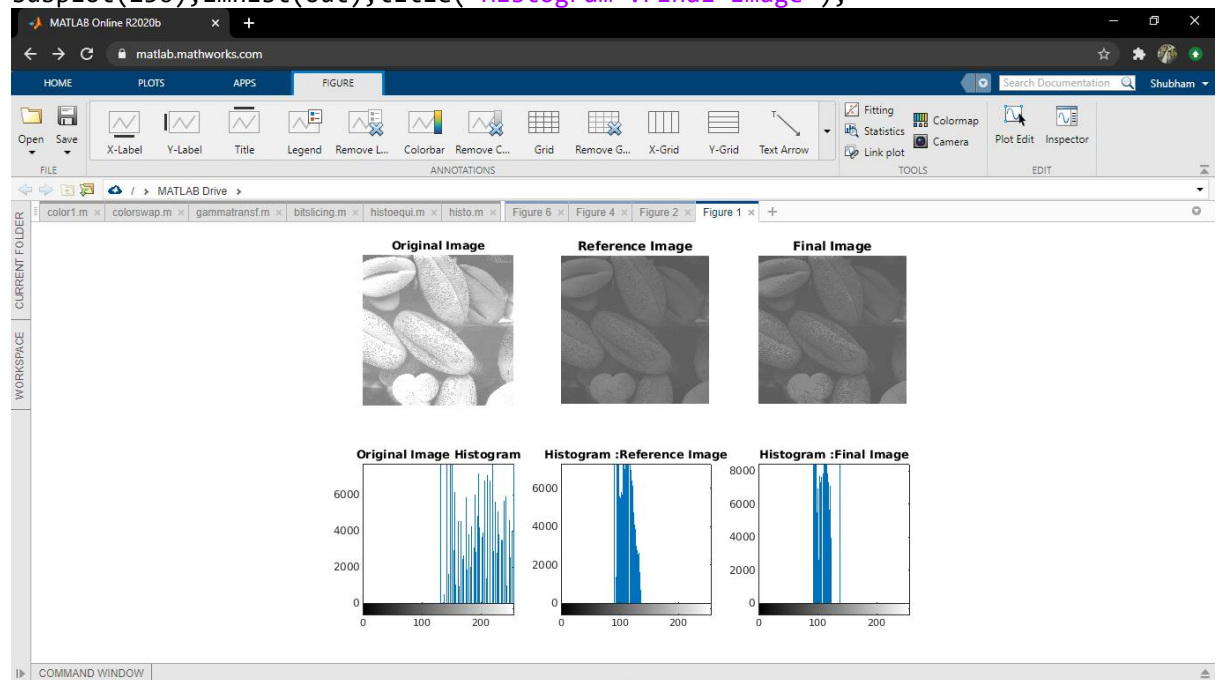 MATLAB Online R2020b
matlab.mathworks.com
HOME PLOTS APPS FIGURE Search Documentation Shubham
Open Save X-Label Y-Label Title Legend Remove L... Colorbar Remove C... Grid Remove G... X-Grid Y-Grid Text Arrow Fitting Statistics Link plot Colormap Camera Plot Edit Inspector
FILE ANNOTATIONS TOOLS EDIT
/ > MATLAB Drive >
color1.m × colorswap.m × gammatransf.m × bitslicing.m × histoequi.m × histo.m × Figure 6 × Figure 4 × Figure 2 × Figure 1 × +
CURRENT FOLDER
WORKSPACE
Original Image Reference Image Final Image
Original Image Histogram Histogram :Reference Image Histogram :Final Image
6000
4000
2000
0
0 100 200
6000
4000
2000
0
0 100 200
8000
6000
4000
2000
0
0 100 200
COMMAND WINDOW